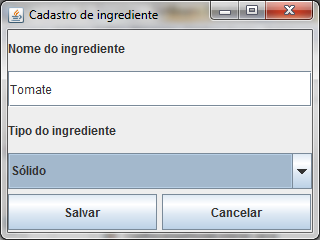 Cadastro de ingrediente
Nome do ingrediente
Tomate
Tipo do ingrediente
Sólido
Salvar Cancelar